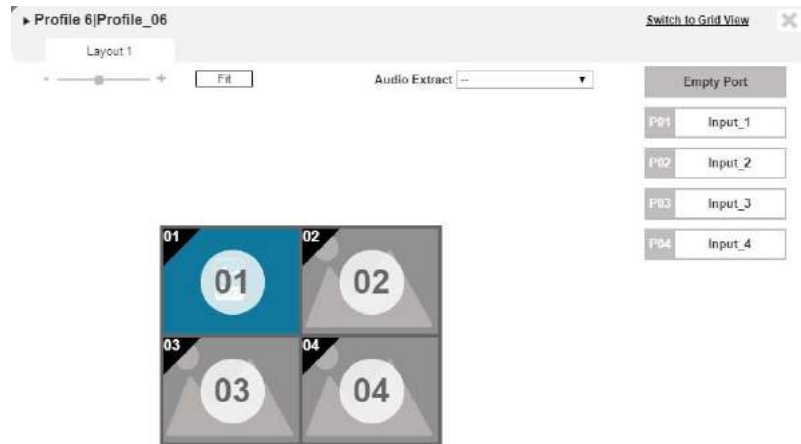 Profile 6|Profile_06
Switch to Grid View
Layout 1
- +
Fit
Audio Extract --
Empty Port
P01 Input_1
P02 Input_2
P03 Input_3
P04 Input_4
01 02
01 02
03 04
03 04